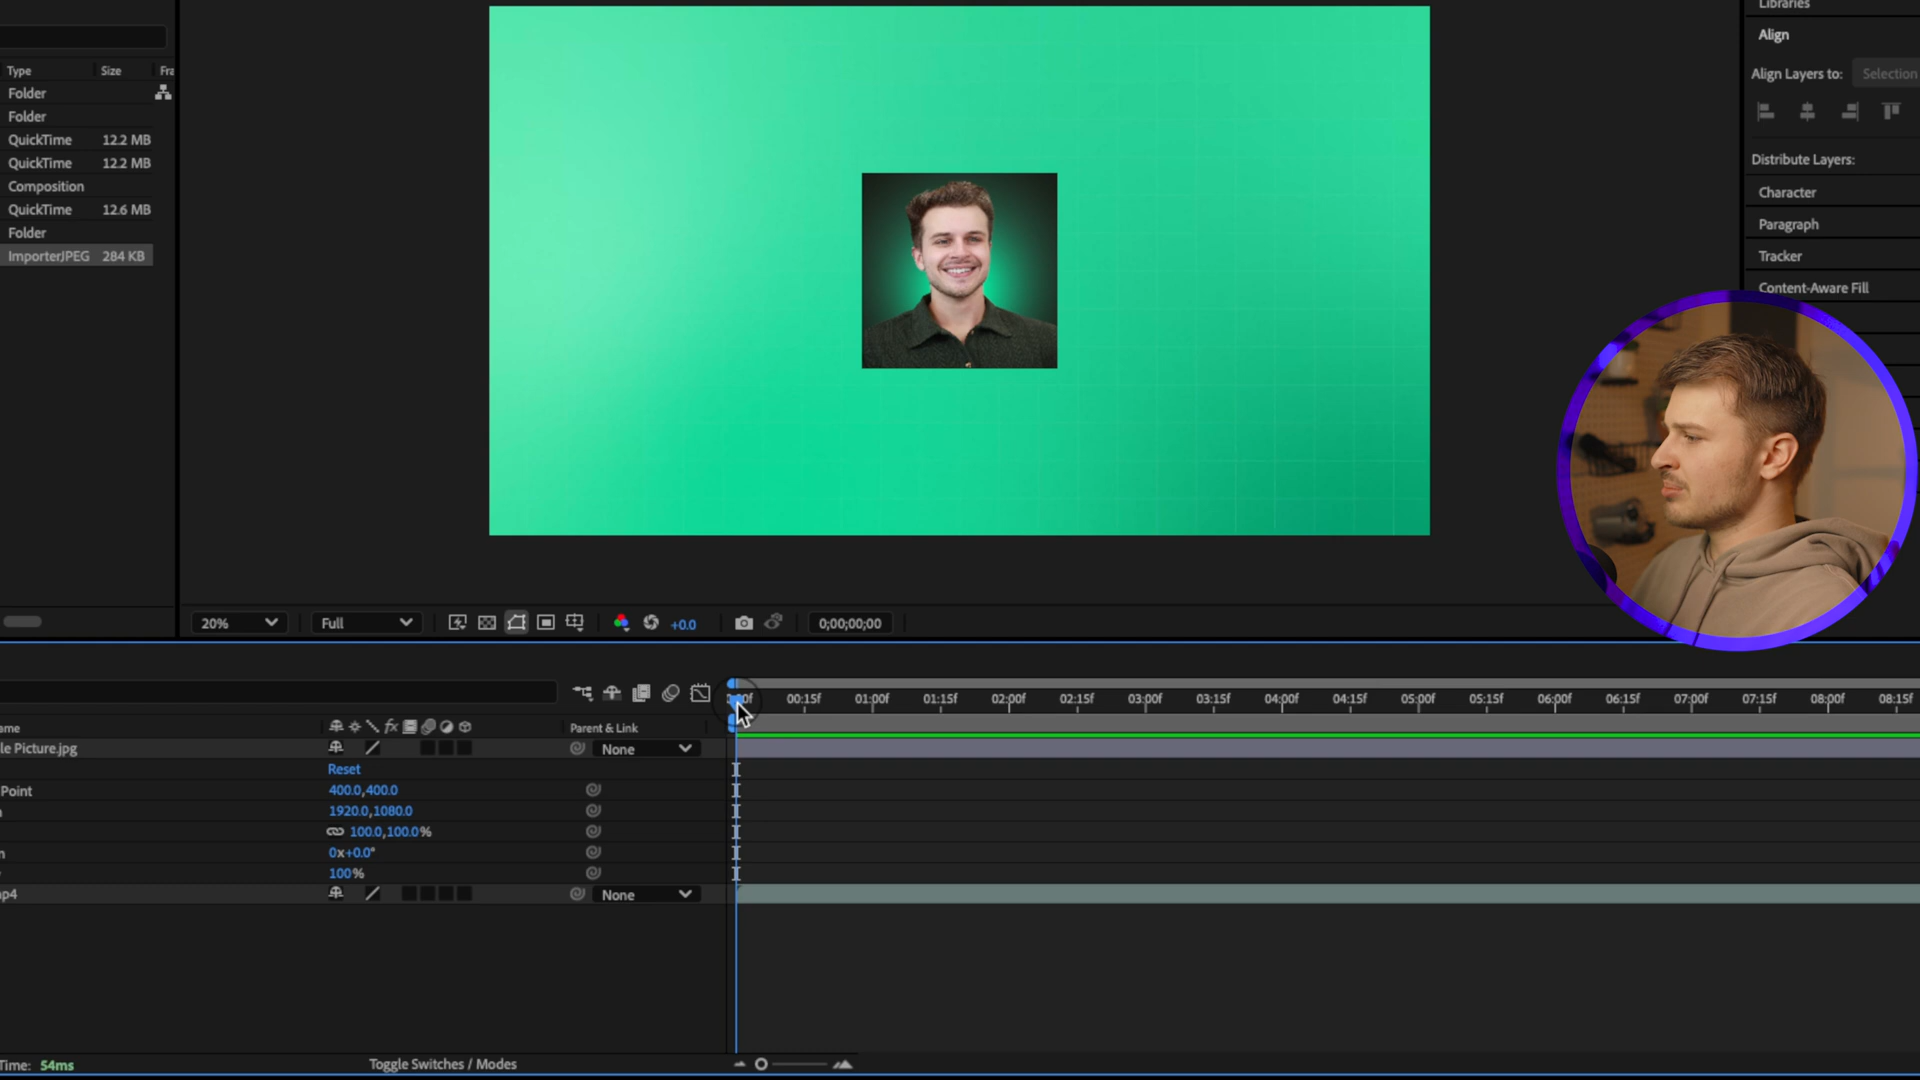 Type Size Fra
Folder
Folder
QuickTime 12.2 MB
QuickTime 12.2 MB
Composition
QuickTime 12.6 MB
Folder
ImporterJPEG 284 KB
Libraries
Align
Align Layers to: Selection
Distribute Layers:
Character
Paragraph
Tracker
Content-Aware Fill
20% Full +0.0 0;00;00;00
00f 00:15f 01:00f 01:15f 02:00f 02:15f 03:00f 03:15f 04:00f 04:15f 05:00f 05:15f 06:00f 06:15f 07:00f 07:15f 08:00f 08:15f
ame fx Parent & Link
le Picture.jpg None
Reset
Point 400.0,400.0
1920.0,1080.0
100.0,100.0%
n 0x+0.0°
100%
p4 None
Time: 54ms Toggle Switches / Modes